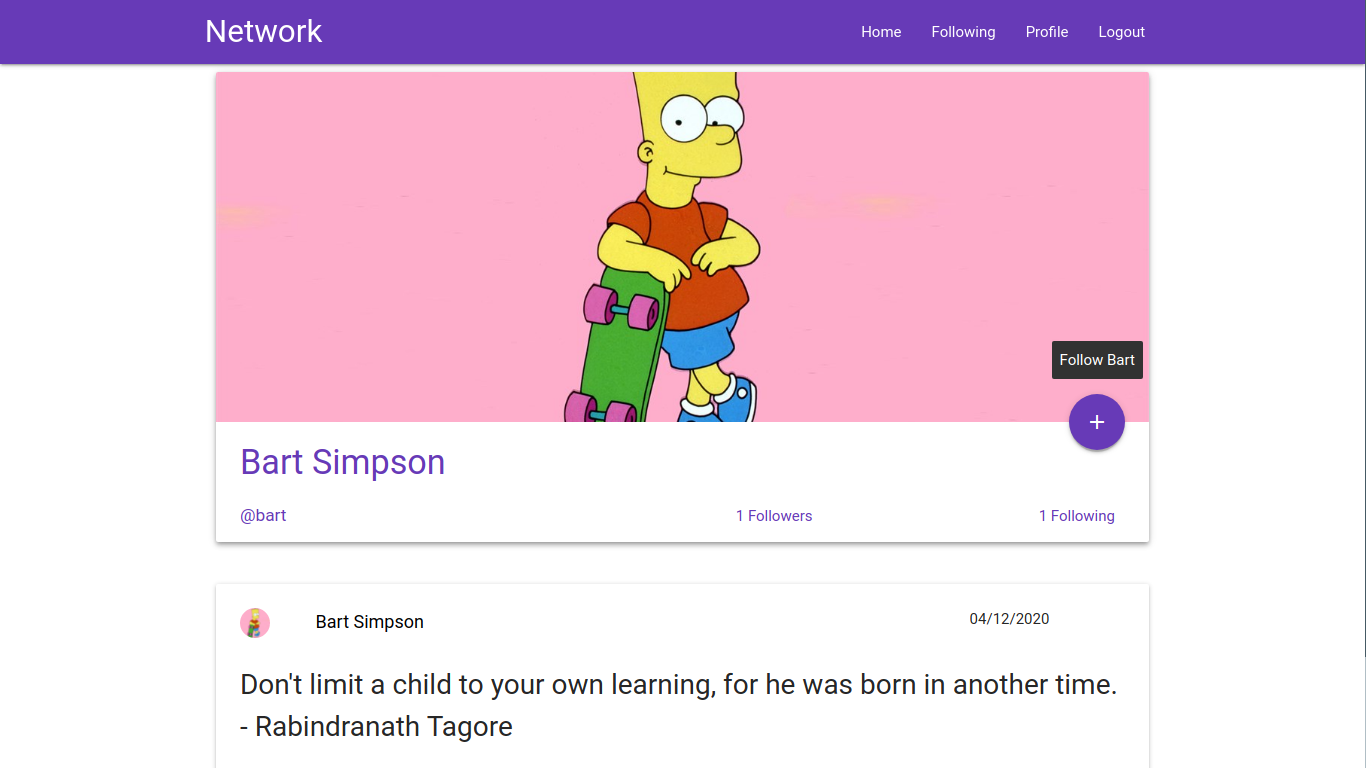 Network
Home Following Profile Logout
Follow Bart
+
Bart Simpson
@bart 1 Followers 1 Following
Bart Simpson 04/12/2020
Don't limit a child to your own learning, for he was born in another time.
- Rabindranath Tagore